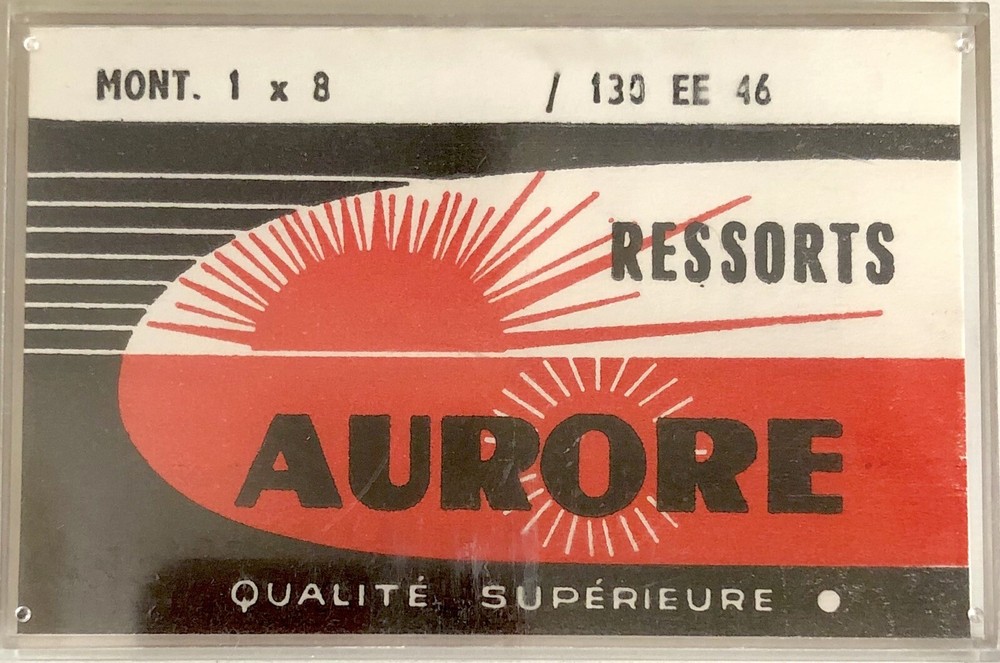 MONT. 1 x 8 / 130 EE 46
RESSORTS
AURORE
QUALITÉ SUPÉRIEURE